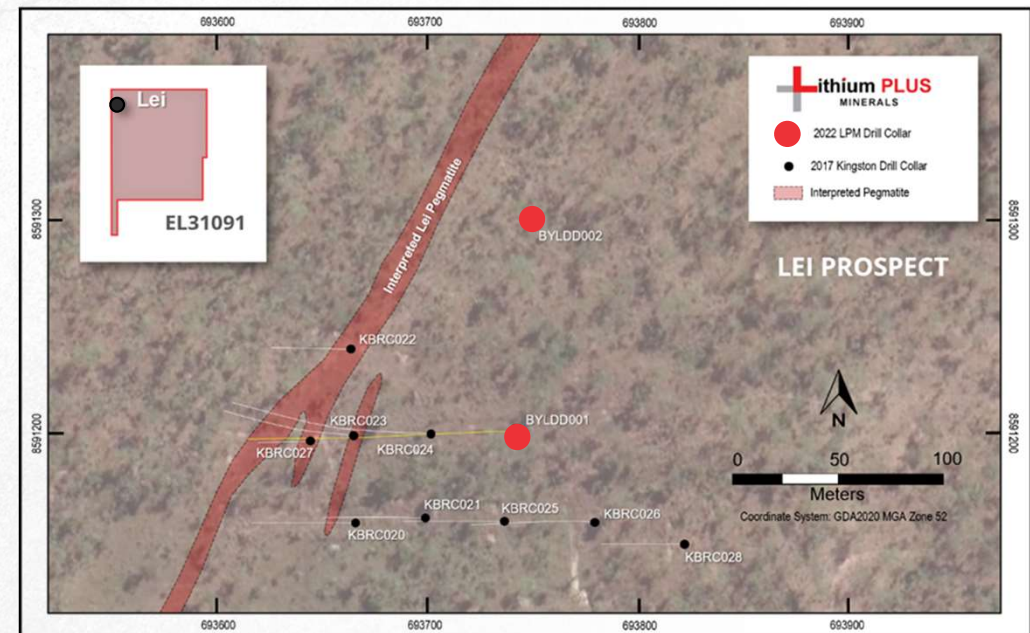 693600 693700 693800 693900
Lei
EL31091
Lithium PLUS
MINERALS
2022 LPM Drill Collar
2017 Kingston Drill Collar
Interpreted Pegmatite
Interpreted Lei Pegmatite
8591300
8591300
BYLDD002
LEI PROSPECT
KBRC022
BYLDD001
KBRC023
KBRC024
KBRC027
8591200
8591200
N
0 50 100
Meters
Coordinate System: GDA2020 MGA Zone 52
KBRC021
KBRC025
KBRC026
KBRC020
KBRC028
693600 693700 693800 693900